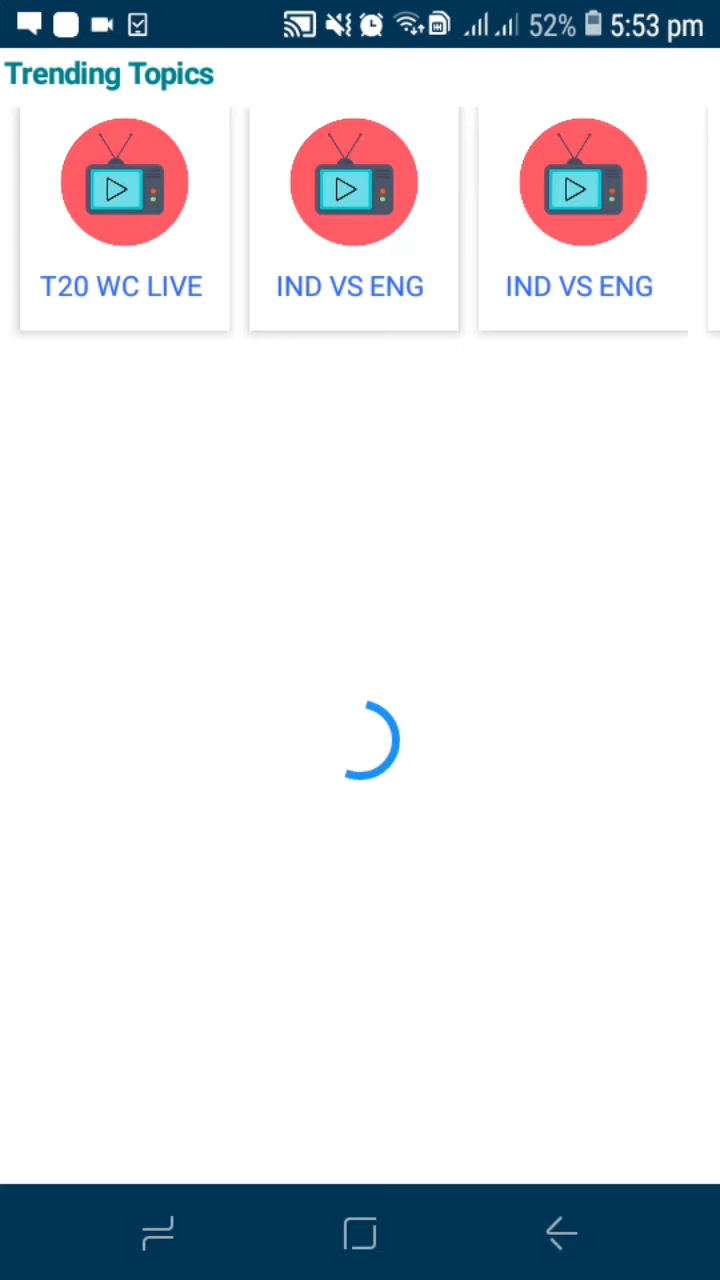 52% 5:53 pm
Trending Topics
T20 WC LIVE
IND VS ENG
IND VS ENG